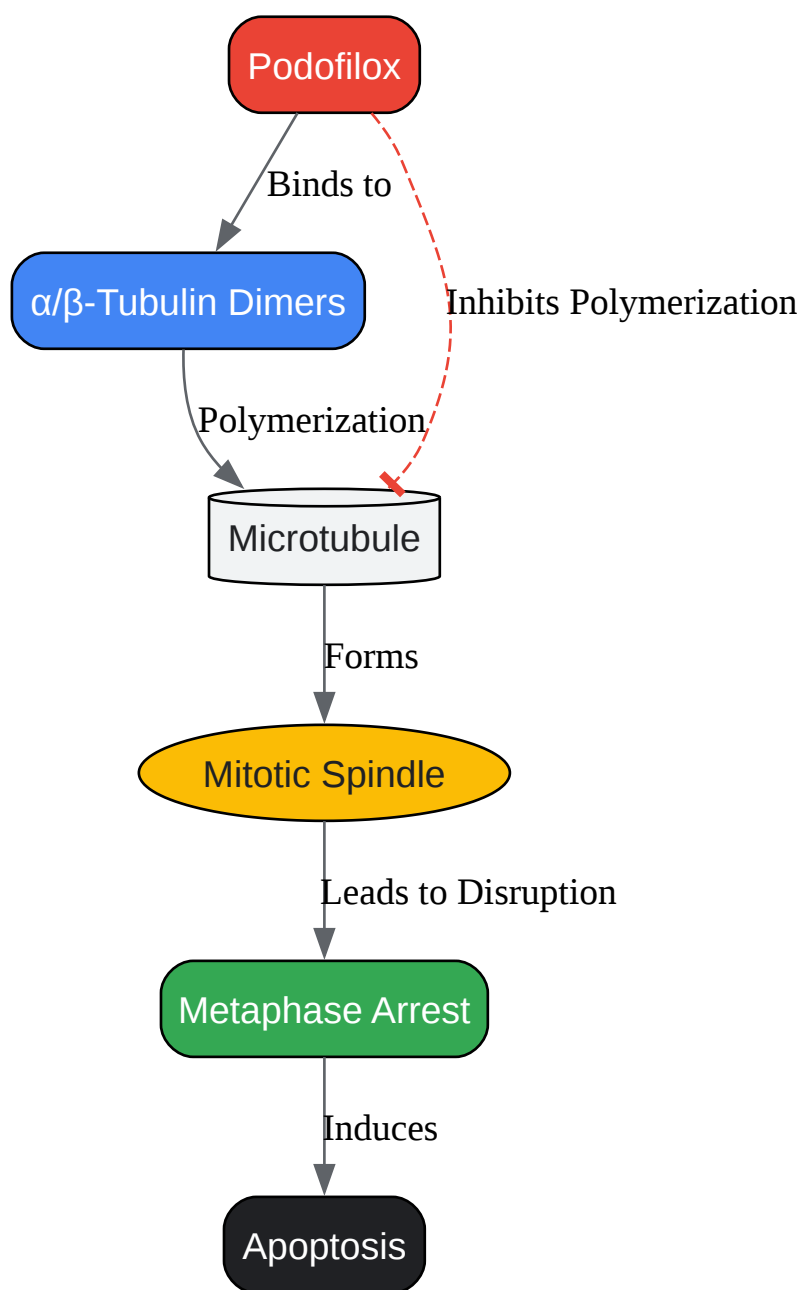 Podofilox
Binds to
α/β-Tubulin Dimers
Inhibits Polymerization
Polymerization
Microtubule
Forms
Mitotic Spindle
Leads to Disruption
Metaphase Arrest
Induces
Apoptosis